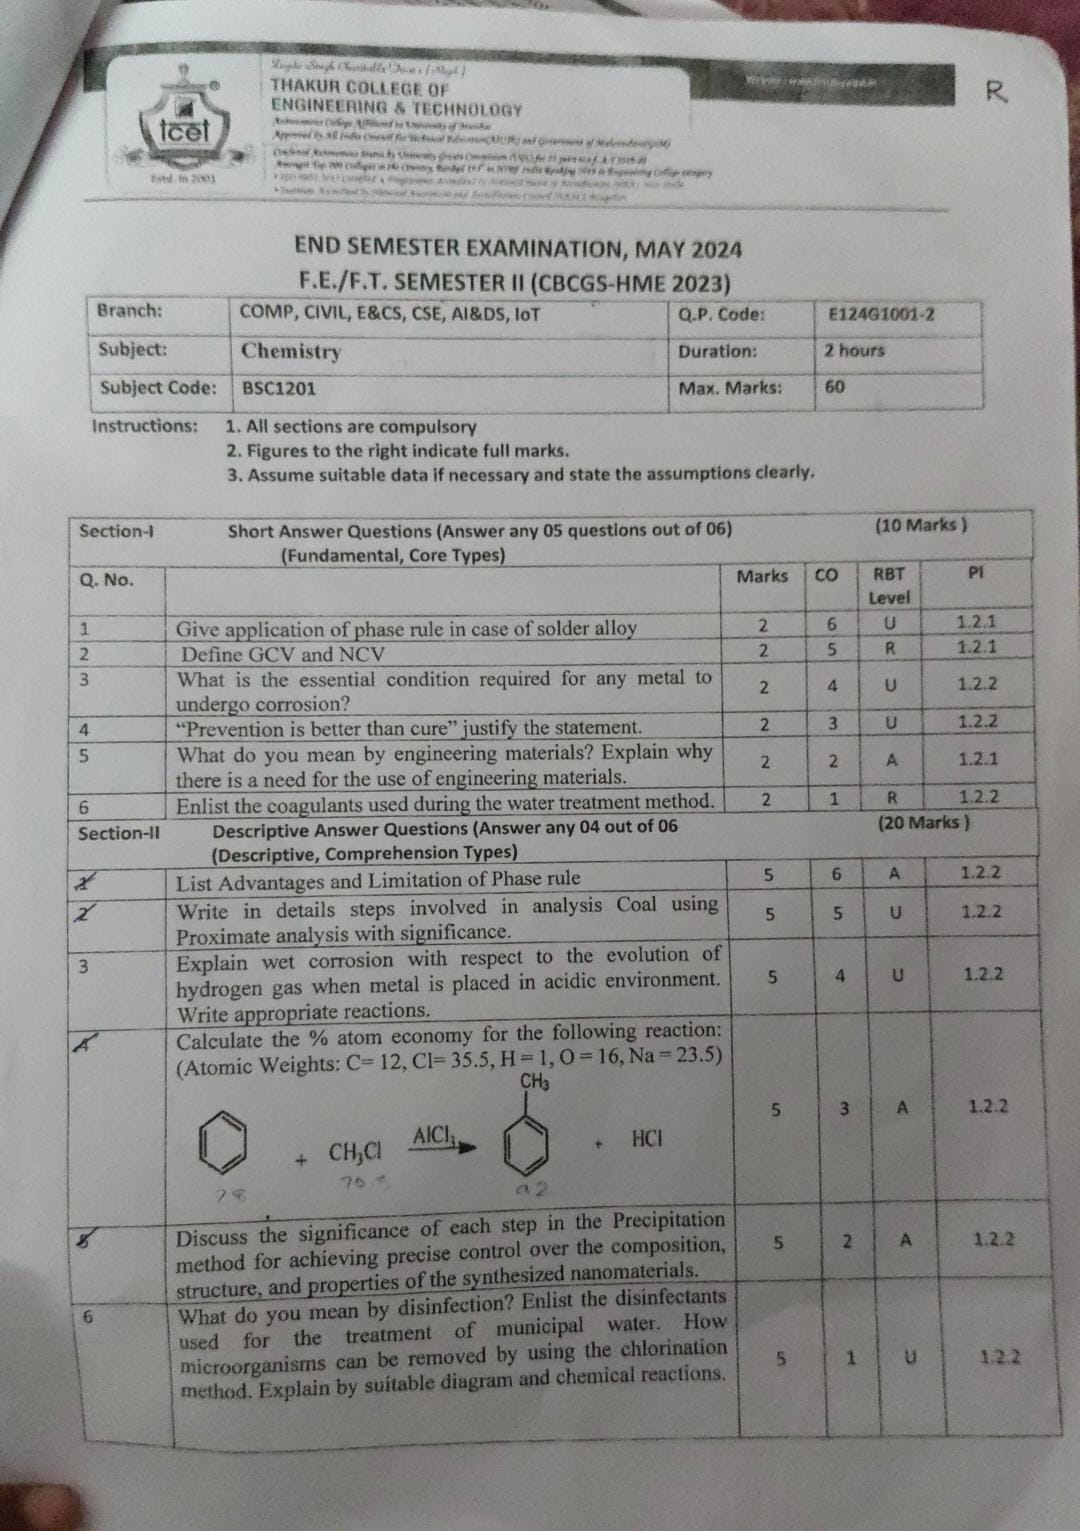 R
tcet
Estd. in 2001
THAKUR COLLEGE OF
ENGINEERING & TECHNOLOGY
END SEMESTER EXAMINATION, MAY 2024
F.E./F.T. SEMESTER II (CBCGS-HME 2023)
Branch: COMP, CIVIL, E&CS, CSE, AI&DS, IoT Q.P. Code: E124G1001-2
Subject: Chemistry Duration: 2 hours
Subject Code: BSC1201 Max. Marks: 60
Instructions: 1. All sections are compulsory
2. Figures to the right indicate full marks.
3. Assume suitable data if necessary and state the assumptions clearly.
Section-I Short Answer Questions (Answer any 05 questions out of 06) (10 Marks )
(Fundamental, Core Types)
Q. No. Marks CO RBT PI
Level
1 Give application of phase rule in case of solder alloy 2 6 U 1.2.1
2 Define GCV and NCV 2 5 R 1.2.1
3 What is the essential condition required for any metal to 2 4 U 1.2.2
undergo corrosion?
4 “Prevention is better than cure” justify the statement. 2 3 U 1.2.2
5 What do you mean by engineering materials? Explain why 2 2 A 1.2.1
there is a need for the use of engineering materials.
6 Enlist the coagulants used during the water treatment method. 2 1 R 1.2.2
Section-II Descriptive Answer Questions (Answer any 04 out of 06 (20 Marks )
(Descriptive, Comprehension Types)
1 List Advantages and Limitation of Phase rule 5 6 A 1.2.2
2 Write in details steps involved in analysis Coal using 5 5 U 1.2.2
Proximate analysis with significance.
3 Explain wet corrosion with respect to the evolution of 5 4 U 1.2.2
hydrogen gas when metal is placed in acidic environment.
Write appropriate reactions.
4 Calculate the % atom economy for the following reaction: 5 3 A 1.2.2
(Atomic Weights: C= 12, Cl= 35.5, H = 1, O = 16, Na = 23.5)
CH3
+ CH3Cl AlCl3 + HCl
78 92
5 Discuss the significance of each step in the Precipitation 5 2 A 1.2.2
method for achieving precise control over the composition,
structure, and properties of the synthesized nanomaterials.
6 What do you mean by disinfection? Enlist the disinfectants 5 1 U 1.2.2
used for the treatment of municipal water. How
microorganisms can be removed by using the chlorination
method. Explain by suitable diagram and chemical reactions.